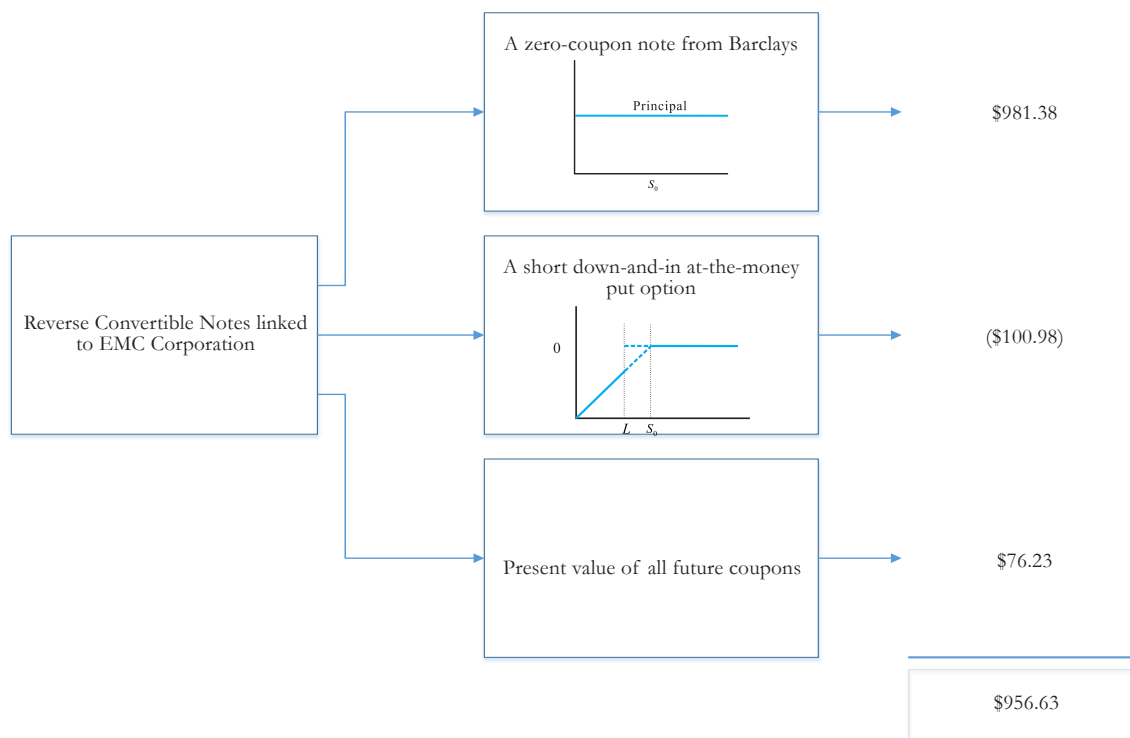 A zero-coupon note from Barclays
Principal
S₀
$981.38
Reverse Convertible Notes linked
to EMC Corporation
A short down-and-in at-the-money
put option
0
L S₀
($100.98)
Present value of all future coupons
$76.23
$956.63